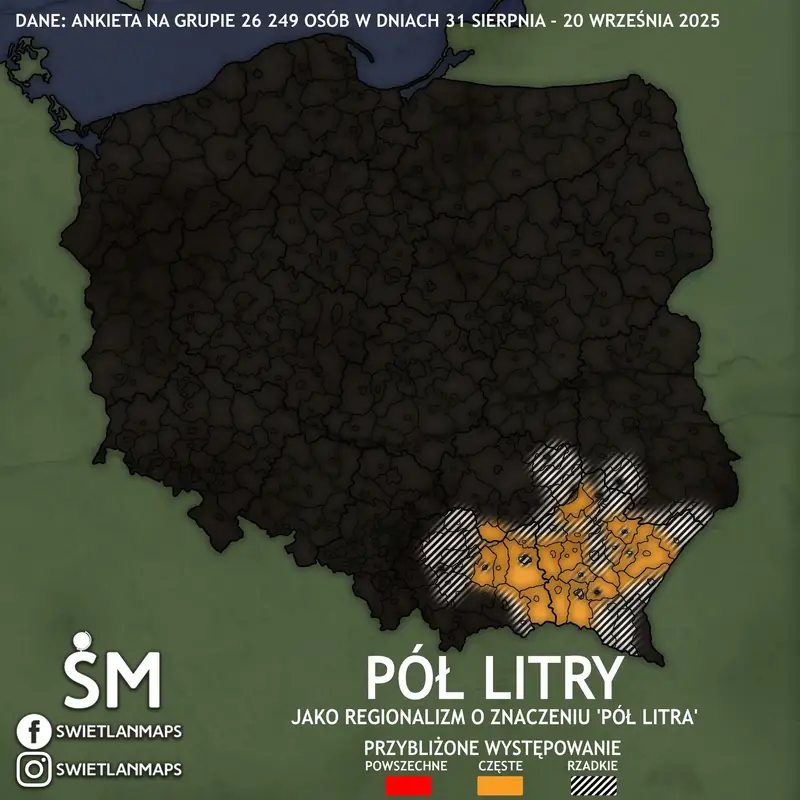 DANE: ANKIETA NA GRUPIE 26 249 OSÓB W DNIACH 31 SIERPNIA - 20 WRZEŚNIA 2025
ŚM
SWIETLANMAPS
SWIETLANMAPS
PÓŁ LITRY
JAKO REGIONALIZM O ZNACZENIU 'PÓŁ LITRA'
PRZYBLIŻONE WYSTĘPOWANIE
POWSZECHNE CZĘSTE RZADKIE